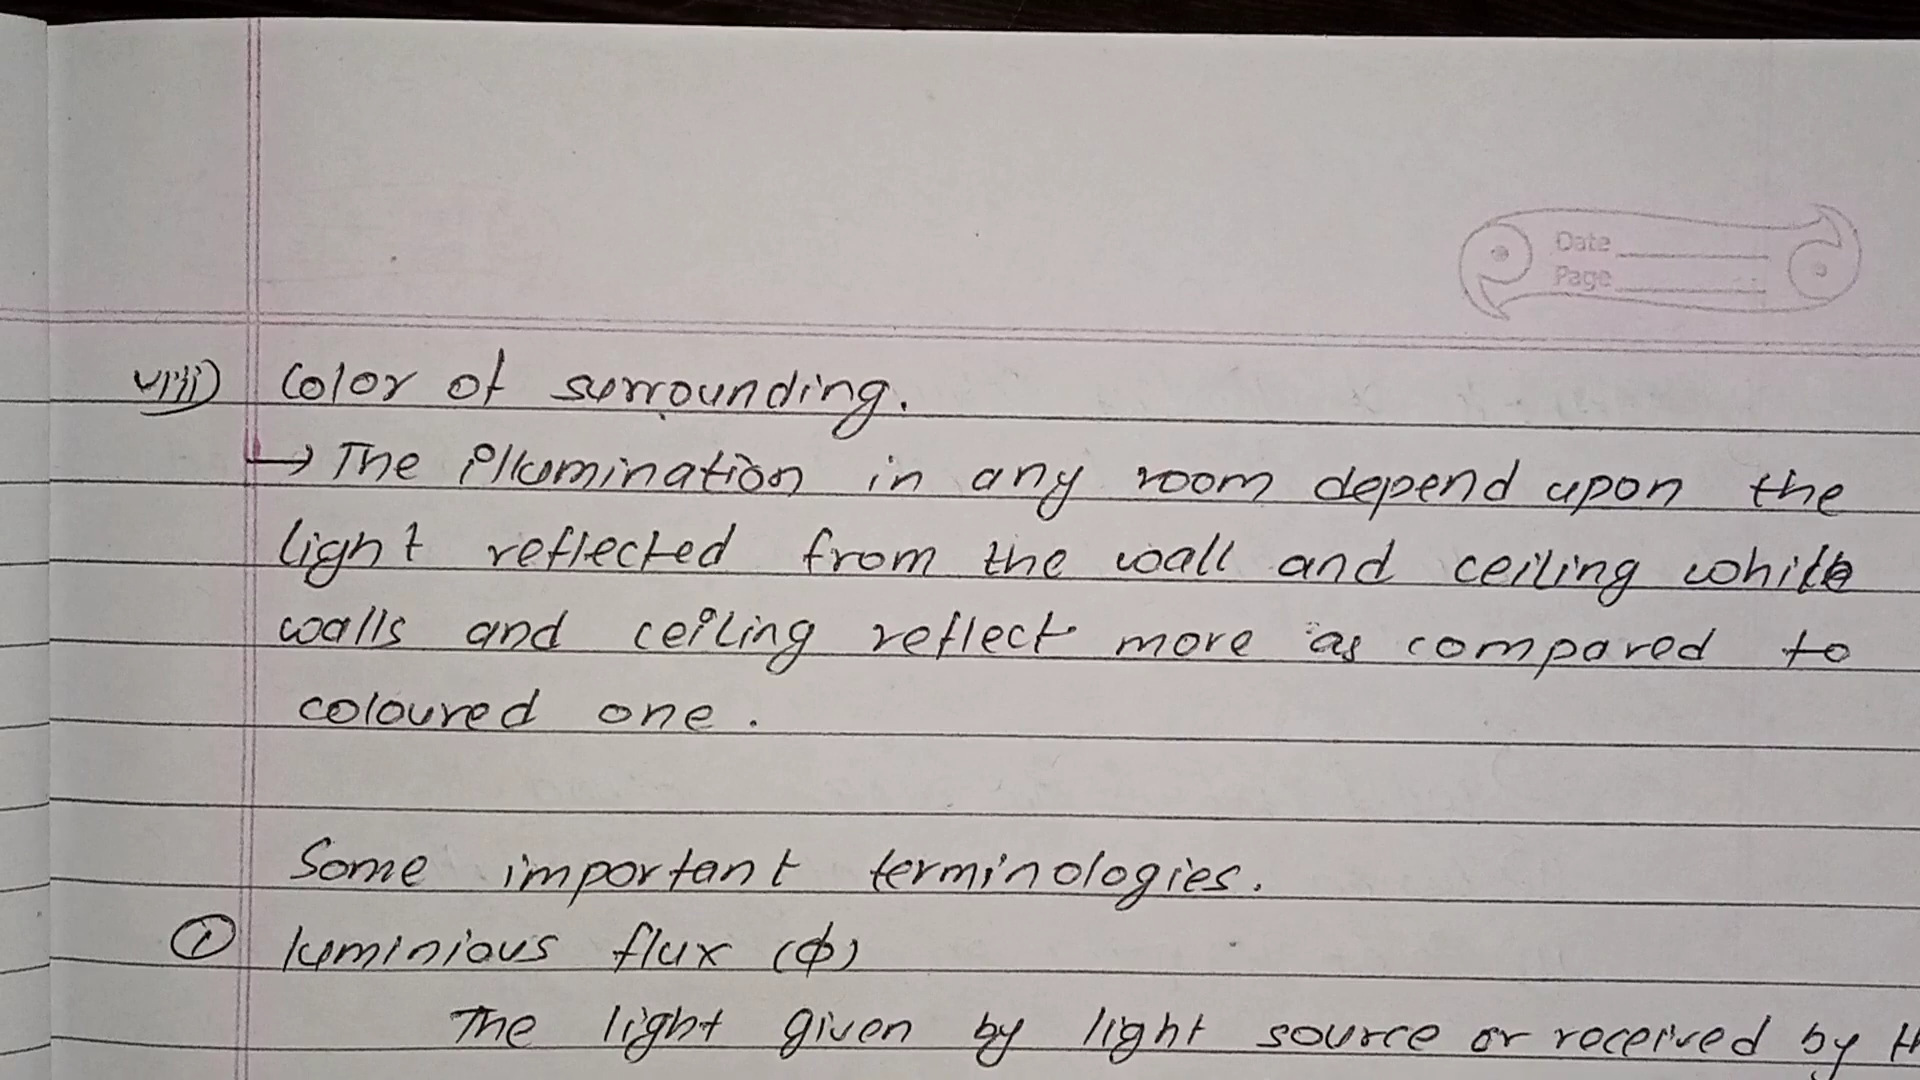 Date
Page
viii) Color of surrounding.
→ The illumination in any room depend upon the
light reflected from the wall and ceiling white
walls and ceiling reflect more as compared to
coloured one.
Some important terminologies.
① luminious flux (ϕ)
The light given by light source or received by